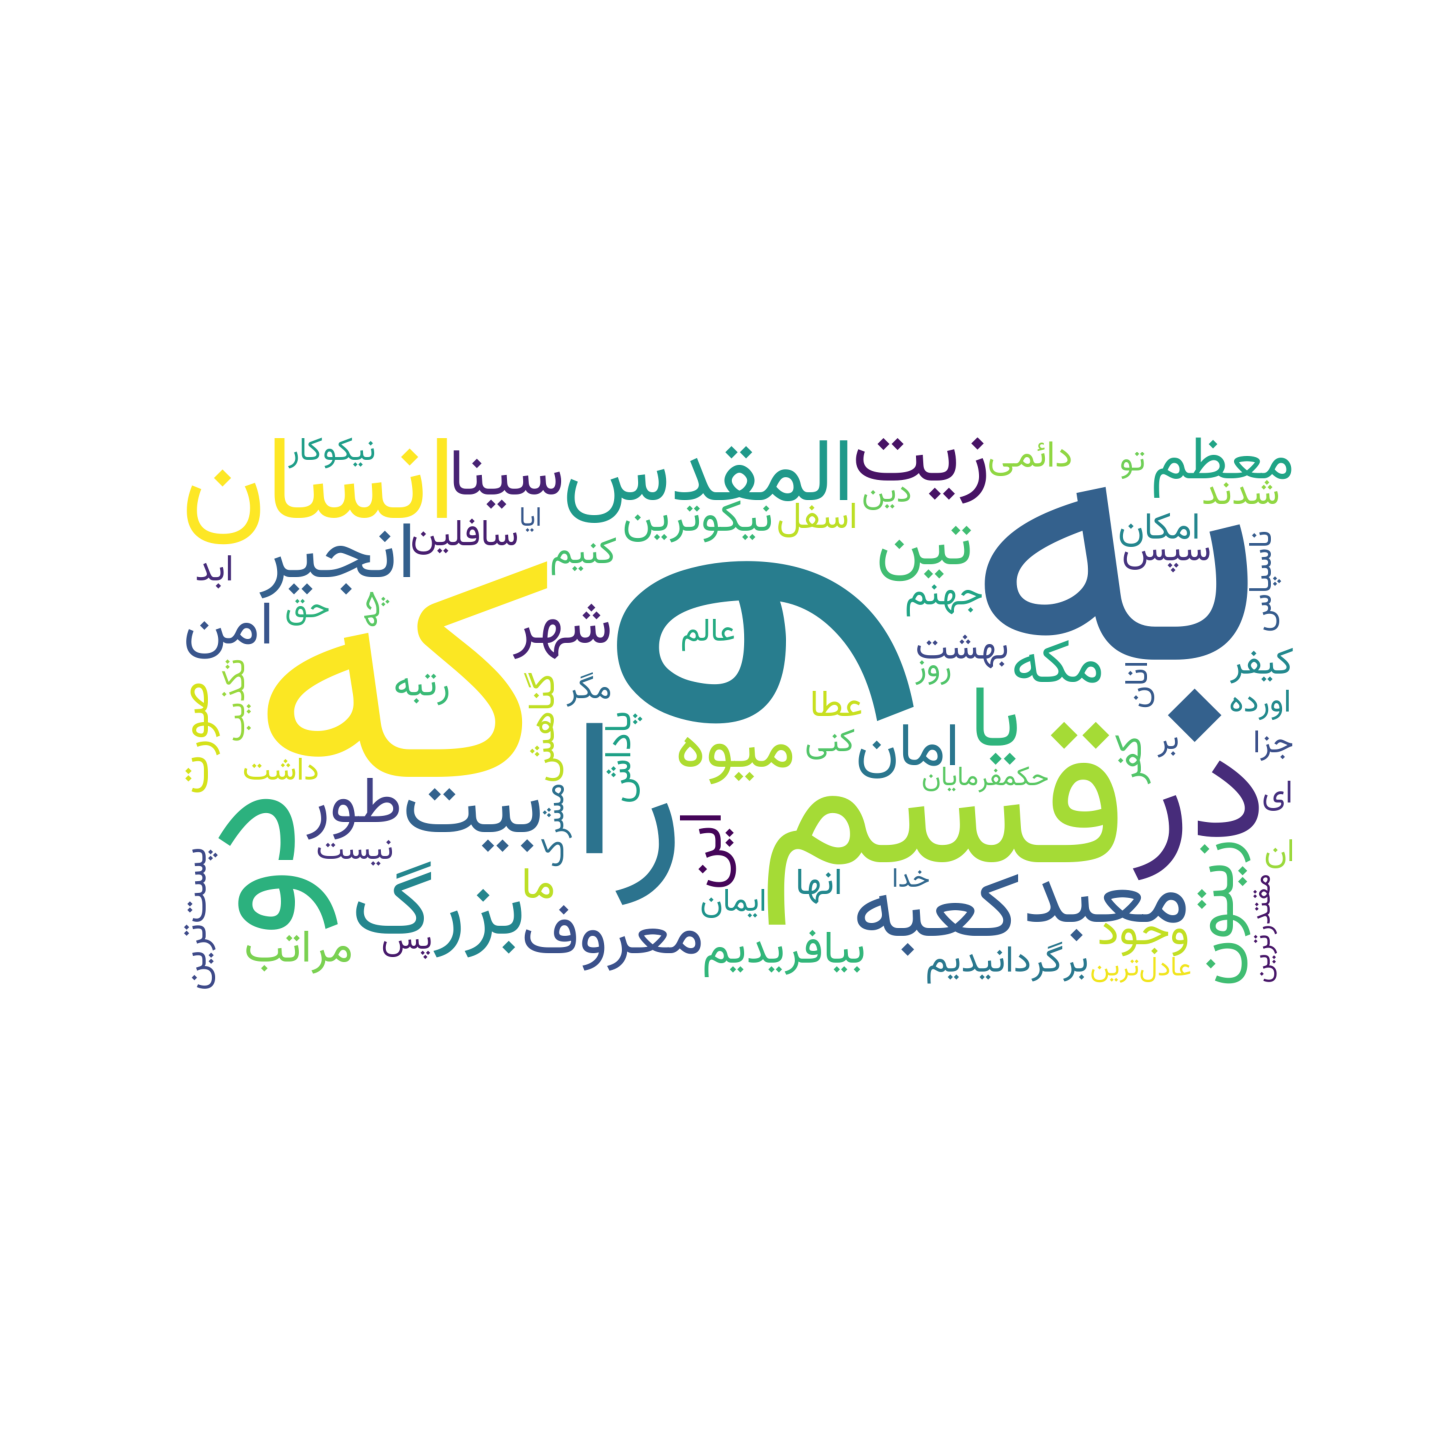 نیکوکار
انسان
سینا
المقدس
زیت
دائمی
تو
معظم
شدند
دین
اسفل
نیکوترین
ایا
سافلین
انجیر
ابد
کنیم
تین
امکان
سپس
ناسپاس
به
جهنم
و
عالم
شهر
چه
حق
امن
که
رتبه
تکذیب
صورت
گناهش
مگر
پاداش
بهشت
روز
مکه
انان
کیفر
اورده
جزا
بر
کفر
یا
عطا
کنی
امان
میوه
حکمفرمایان
داشت
طور
بیت
مشرک
را
این
قسم
در
ای
ان
زیتون
مقتدرترین
نیست
دو
پست‌ترین
بزرگ
ما
ایمان
انها
خدا
کعبه
معبد
وجود
معروف
پس
مراتب
بیافریدیم
برگردانیدیم
عادل‌ترین